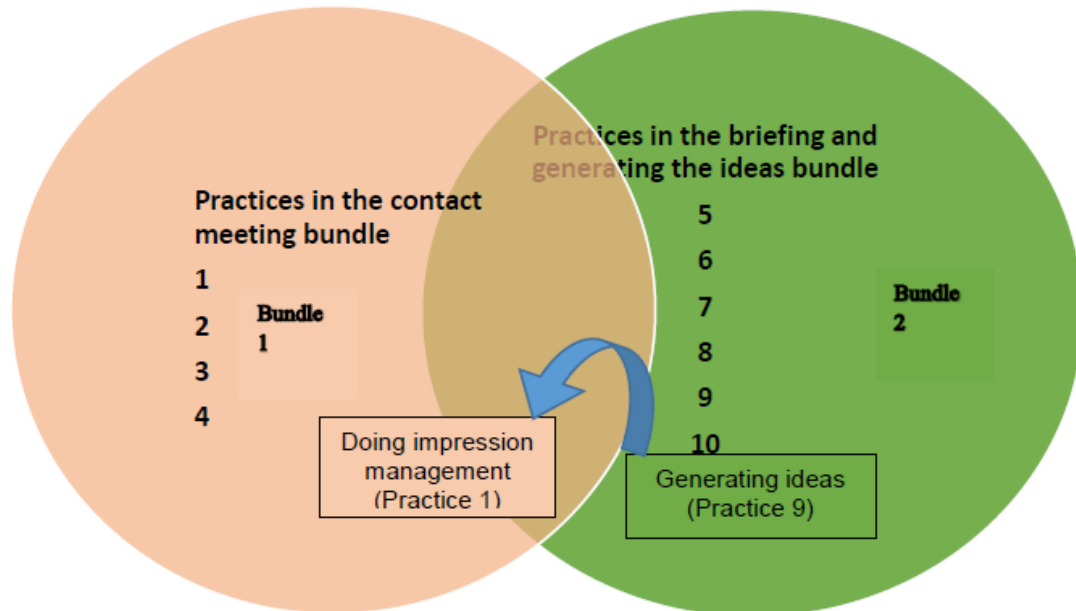 Practices in the contact
meeting bundle
1
2
3
4
Bundle
1
Practices in the briefing and
generating the ideas bundle
5
6
7
8
9
10
Bundle
2
Doing impression
management
(Practice 1)
Generating ideas
(Practice 9)